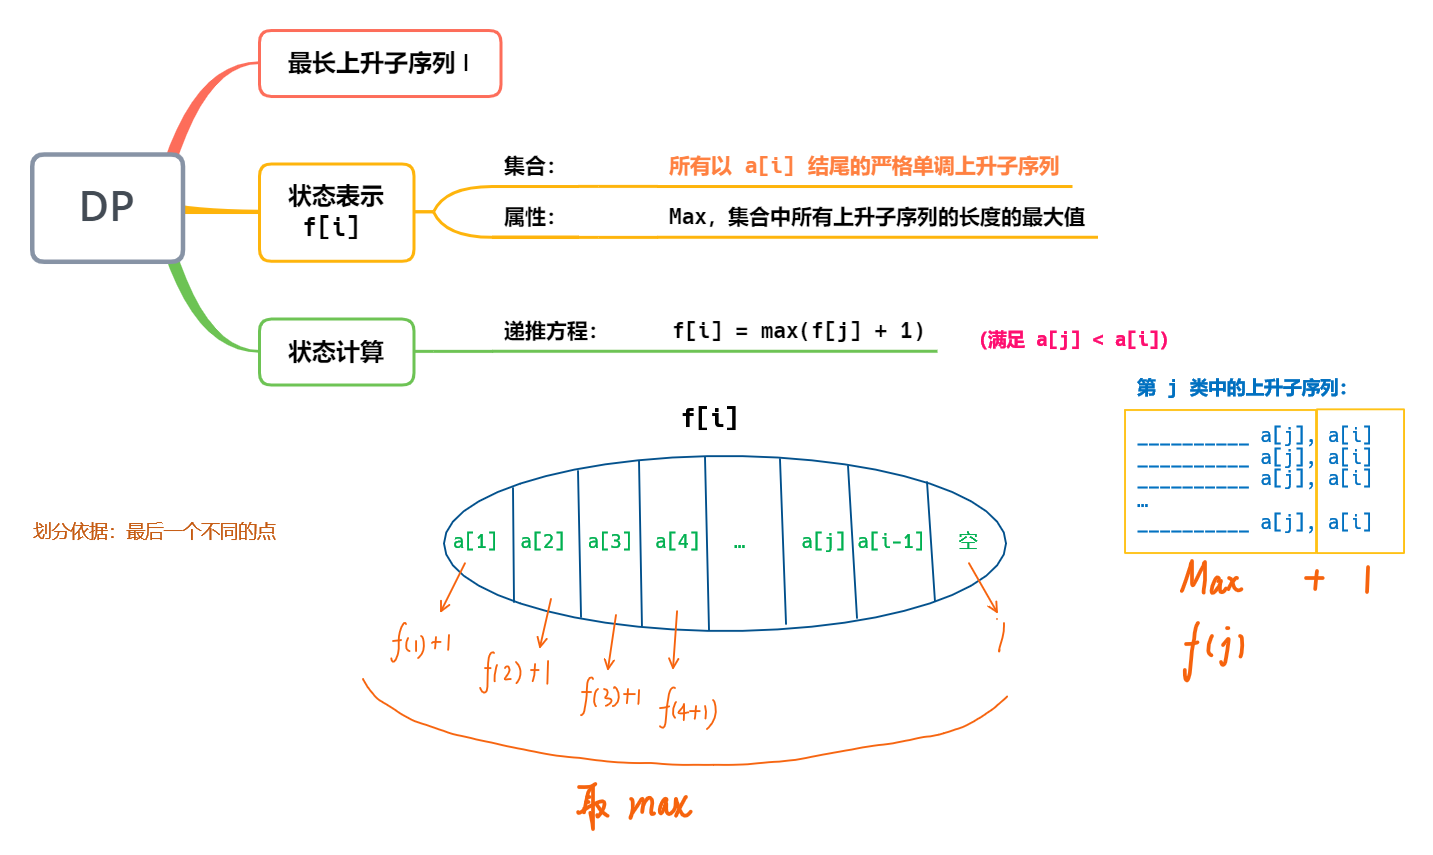 最长上升子序列 I
DP
状态表示
f[i]
集合： 所有以 a[i] 结尾的严格单调上升子序列
属性： Max, 集合中所有上升子序列的长度的最大值
状态计算
递推方程： f[i] = max(f[j] + 1)
(满足 a[j] < a[i])
第 j 类中的上升子序列：
__________ a[j], a[i]
__________ a[j], a[i]
__________ a[j], a[i]
…
__________ a[j], a[i]
Max + 1
f(j)
f[i]
划分依据：最后一个不同的点
a[1] a[2] a[3] a[4] … a[j] a[i-1] 空
f(1)+1
f(2)+1
f(3)+1
f(4+1)
1
取 max